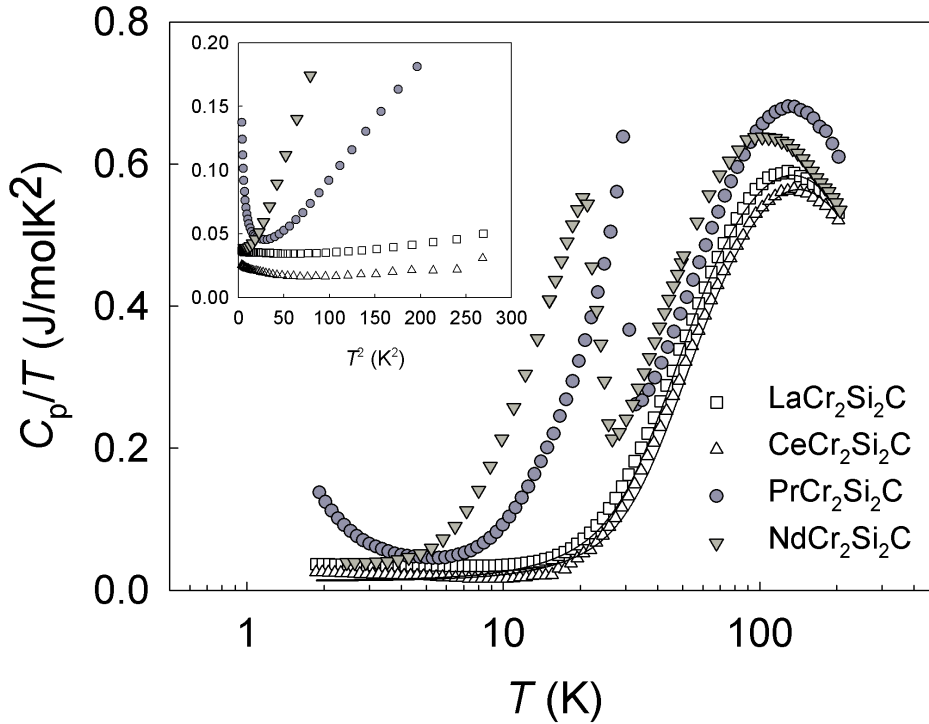 0.8
0.6
0.4
0.2
0.0
C_p/T (J/molK²)
1
10
100
T (K)
0.20
0.15
0.10
0.05
0.00
0 50 100 150 200 250 300
T² (K²)
LaCr₂Si₂C
CeCr₂Si₂C
PrCr₂Si₂C
NdCr₂Si₂C